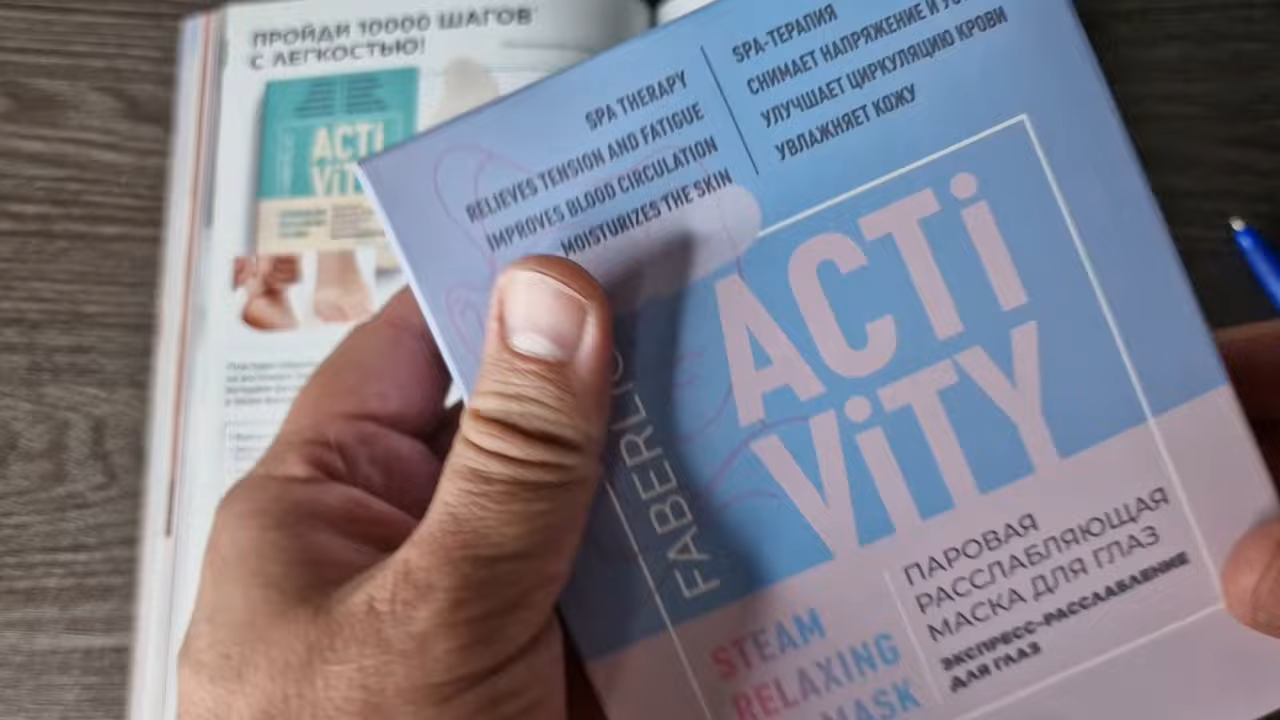 ПРОЙДИ 10000 ШАГОВ
С ЛЕГКОСТЬЮ!
ACTi
ViTY
SPA THERAPY
RELIEVES TENSION AND FATIGUE
IMPROVES BLOOD CIRCULATION
MOISTURIZES THE SKIN
SPA-ТЕРАПИЯ
СНИМАЕТ НАПРЯЖЕНИЕ И
УЛУЧШАЕТ ЦИРКУЛЯЦИЮ КРОВИ
УВЛАЖНЯЕТ КОЖУ
ACTi
ViTY
FABERLIC
STEAM
RELAXING
MASK
ПАРОВАЯ
РАССЛАБЛЯЮЩАЯ
МАСКА ДЛЯ ГЛАЗ
ЭКСПРЕСС-РАССЛАБЛЕНИЕ
ДЛЯ ГЛАЗ